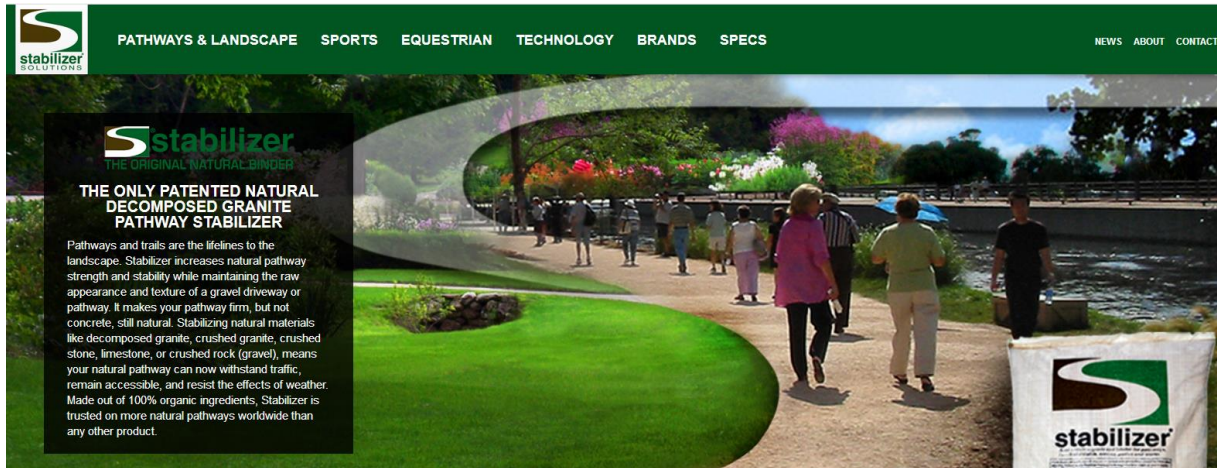 stabilizer
SOLUTIONS
PATHWAYS & LANDSCAPE SPORTS EQUESTRIAN TECHNOLOGY BRANDS SPECS
NEWS ABOUT CONTACT
stabilizer
THE ORIGINAL NATURAL BINDER
THE ONLY PATENTED NATURAL
DECOMPOSED GRANITE
PATHWAY STABILIZER
Pathways and trails are the lifelines to the
landscape. Stabilizer increases natural pathway
strength and stability while maintaining the raw
appearance and texture of a gravel driveway or
pathway. It makes your pathway firm, but not
concrete, still natural. Stabilizing natural materials
like decomposed granite, crushed granite, crushed
stone, limestone, or crushed rock (gravel), means
your natural pathway can now withstand traffic,
remain accessible, and resist the effects of weather.
Made out of 100% organic ingredients, Stabilizer is
trusted on more natural pathways worldwide than
any other product.
stabilizer